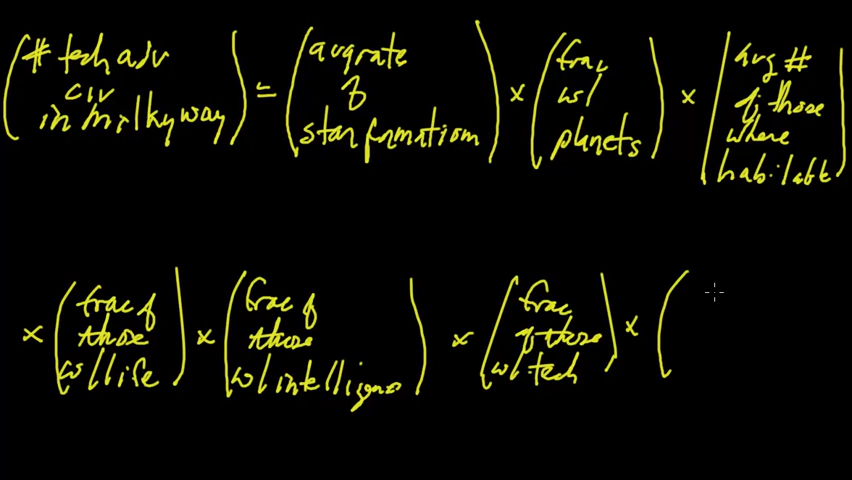 (# tech adv
civ
in milkyway) =
(avg rate
of
star formation) ×
(frac
w/
planets) ×
(avg #
of those
where
habitable)
× (frac of
those
w/ life) ×
(frac of
those
w/ intelligence)
× (frac
of those
w/ tech) × (